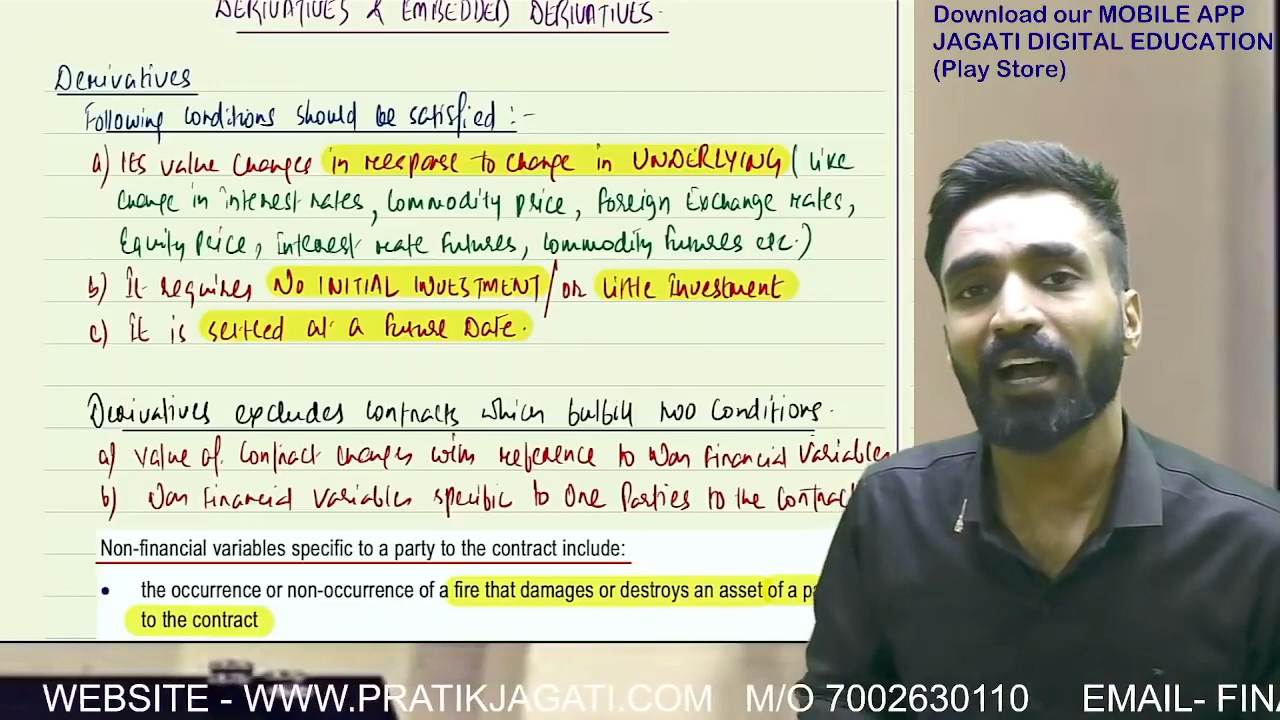 DERIVATIVES & EMBEDDED DERIVATIVES.
Derivatives
Following conditions should be satisfied :-
a) Its value changes in response to change in UNDERLYING ( Like
change in interest rates, Commodity price, Foreign Exchange rates,
Equity Price, interest rate futures, commodity futures etc.)
b) It requires NO INITIAL INVESTMENT / or Little Investment
c) It is settled at a future Date.
Derivatives excludes contracts which fulfill two Conditions.
a) Value of Contract changes with reference to Non Financial Variables
b) Non Financial Variables specific to One Parties to the Contract
Non-financial variables specific to a party to the contract include:
• the occurrence or non-occurrence of a fire that damages or destroys an asset of a pa
to the contract
Download our MOBILE APP
JAGATI DIGITAL EDUCATION
(Play Store)
WEBSITE - WWW.PRATIKJAGATI.COM M/O 7002630110 EMAIL- FINA